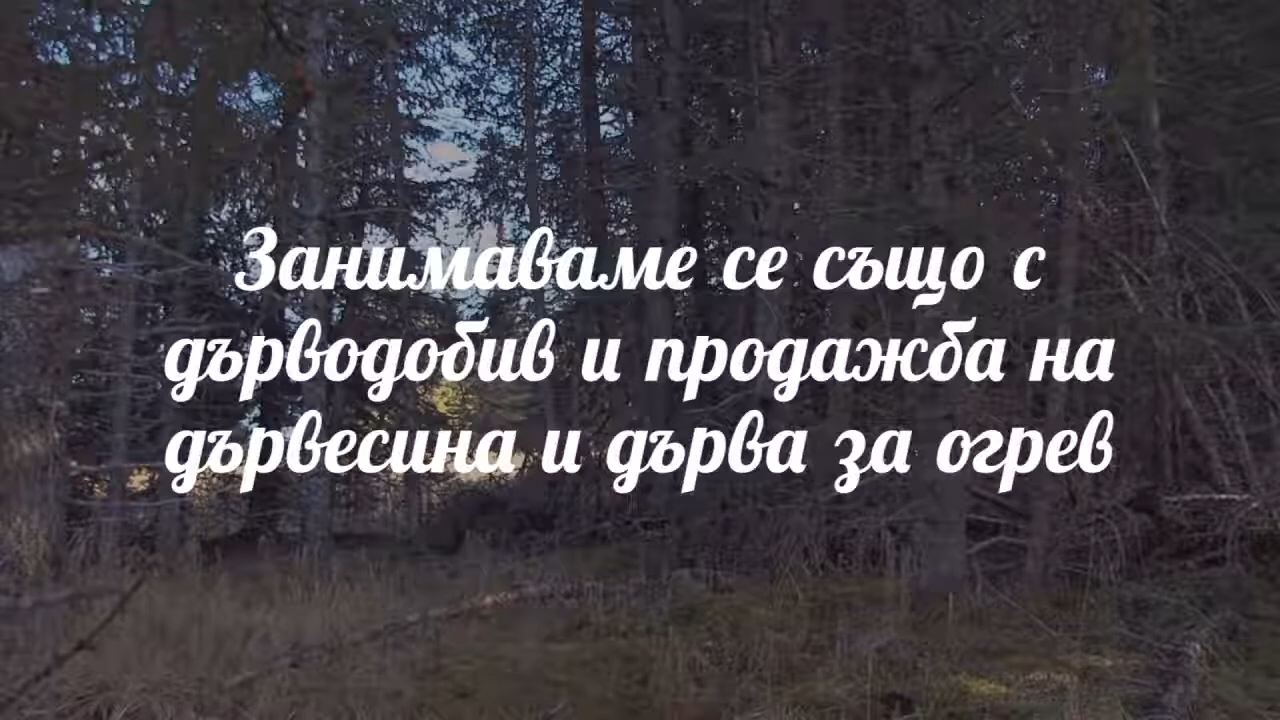 Занимаваме се също с
дърводобив и продажба на
дървесина и дърва за огрев